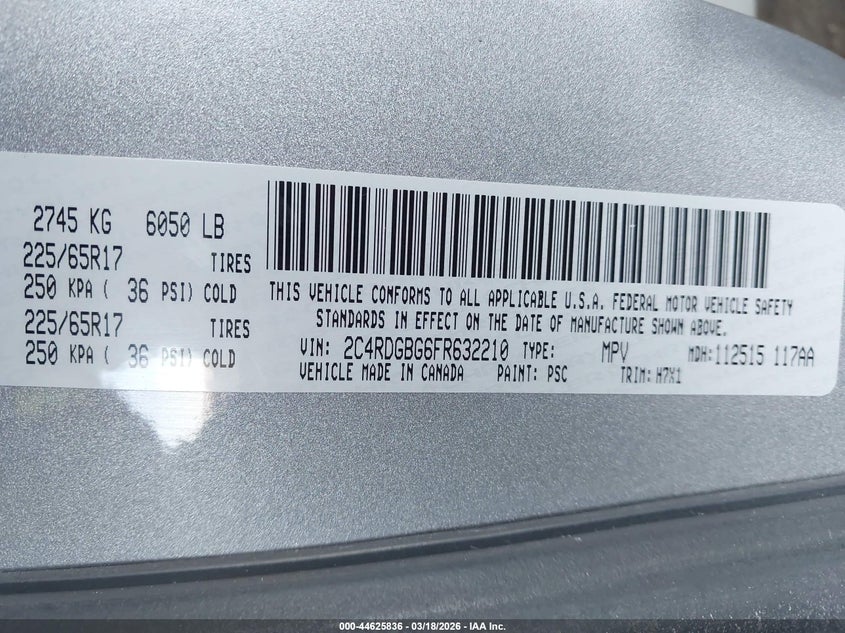 2745 KG 6050 LB
225/65R17 TIRES
250 KPA ( 36 PSI) COLD
225/65R17 TIRES
250 KPA ( 36 PSI) COLD
THIS VEHICLE CONFORMS TO ALL APPLICABLE U.S.A. FEDERAL MOTOR VEHICLE SAFETY
STANDARDS IN EFFECT ON THE DATE OF MANUFACTURE SHOWN ABOVE.
VIN: 2C4RDGBG6FR632210 TYPE: MPV MDH:112515 117AA
VEHICLE MADE IN CANADA PAINT: PSC TRIM: H7X1
000-44625836 - 03/18/2026 - IAA Inc.